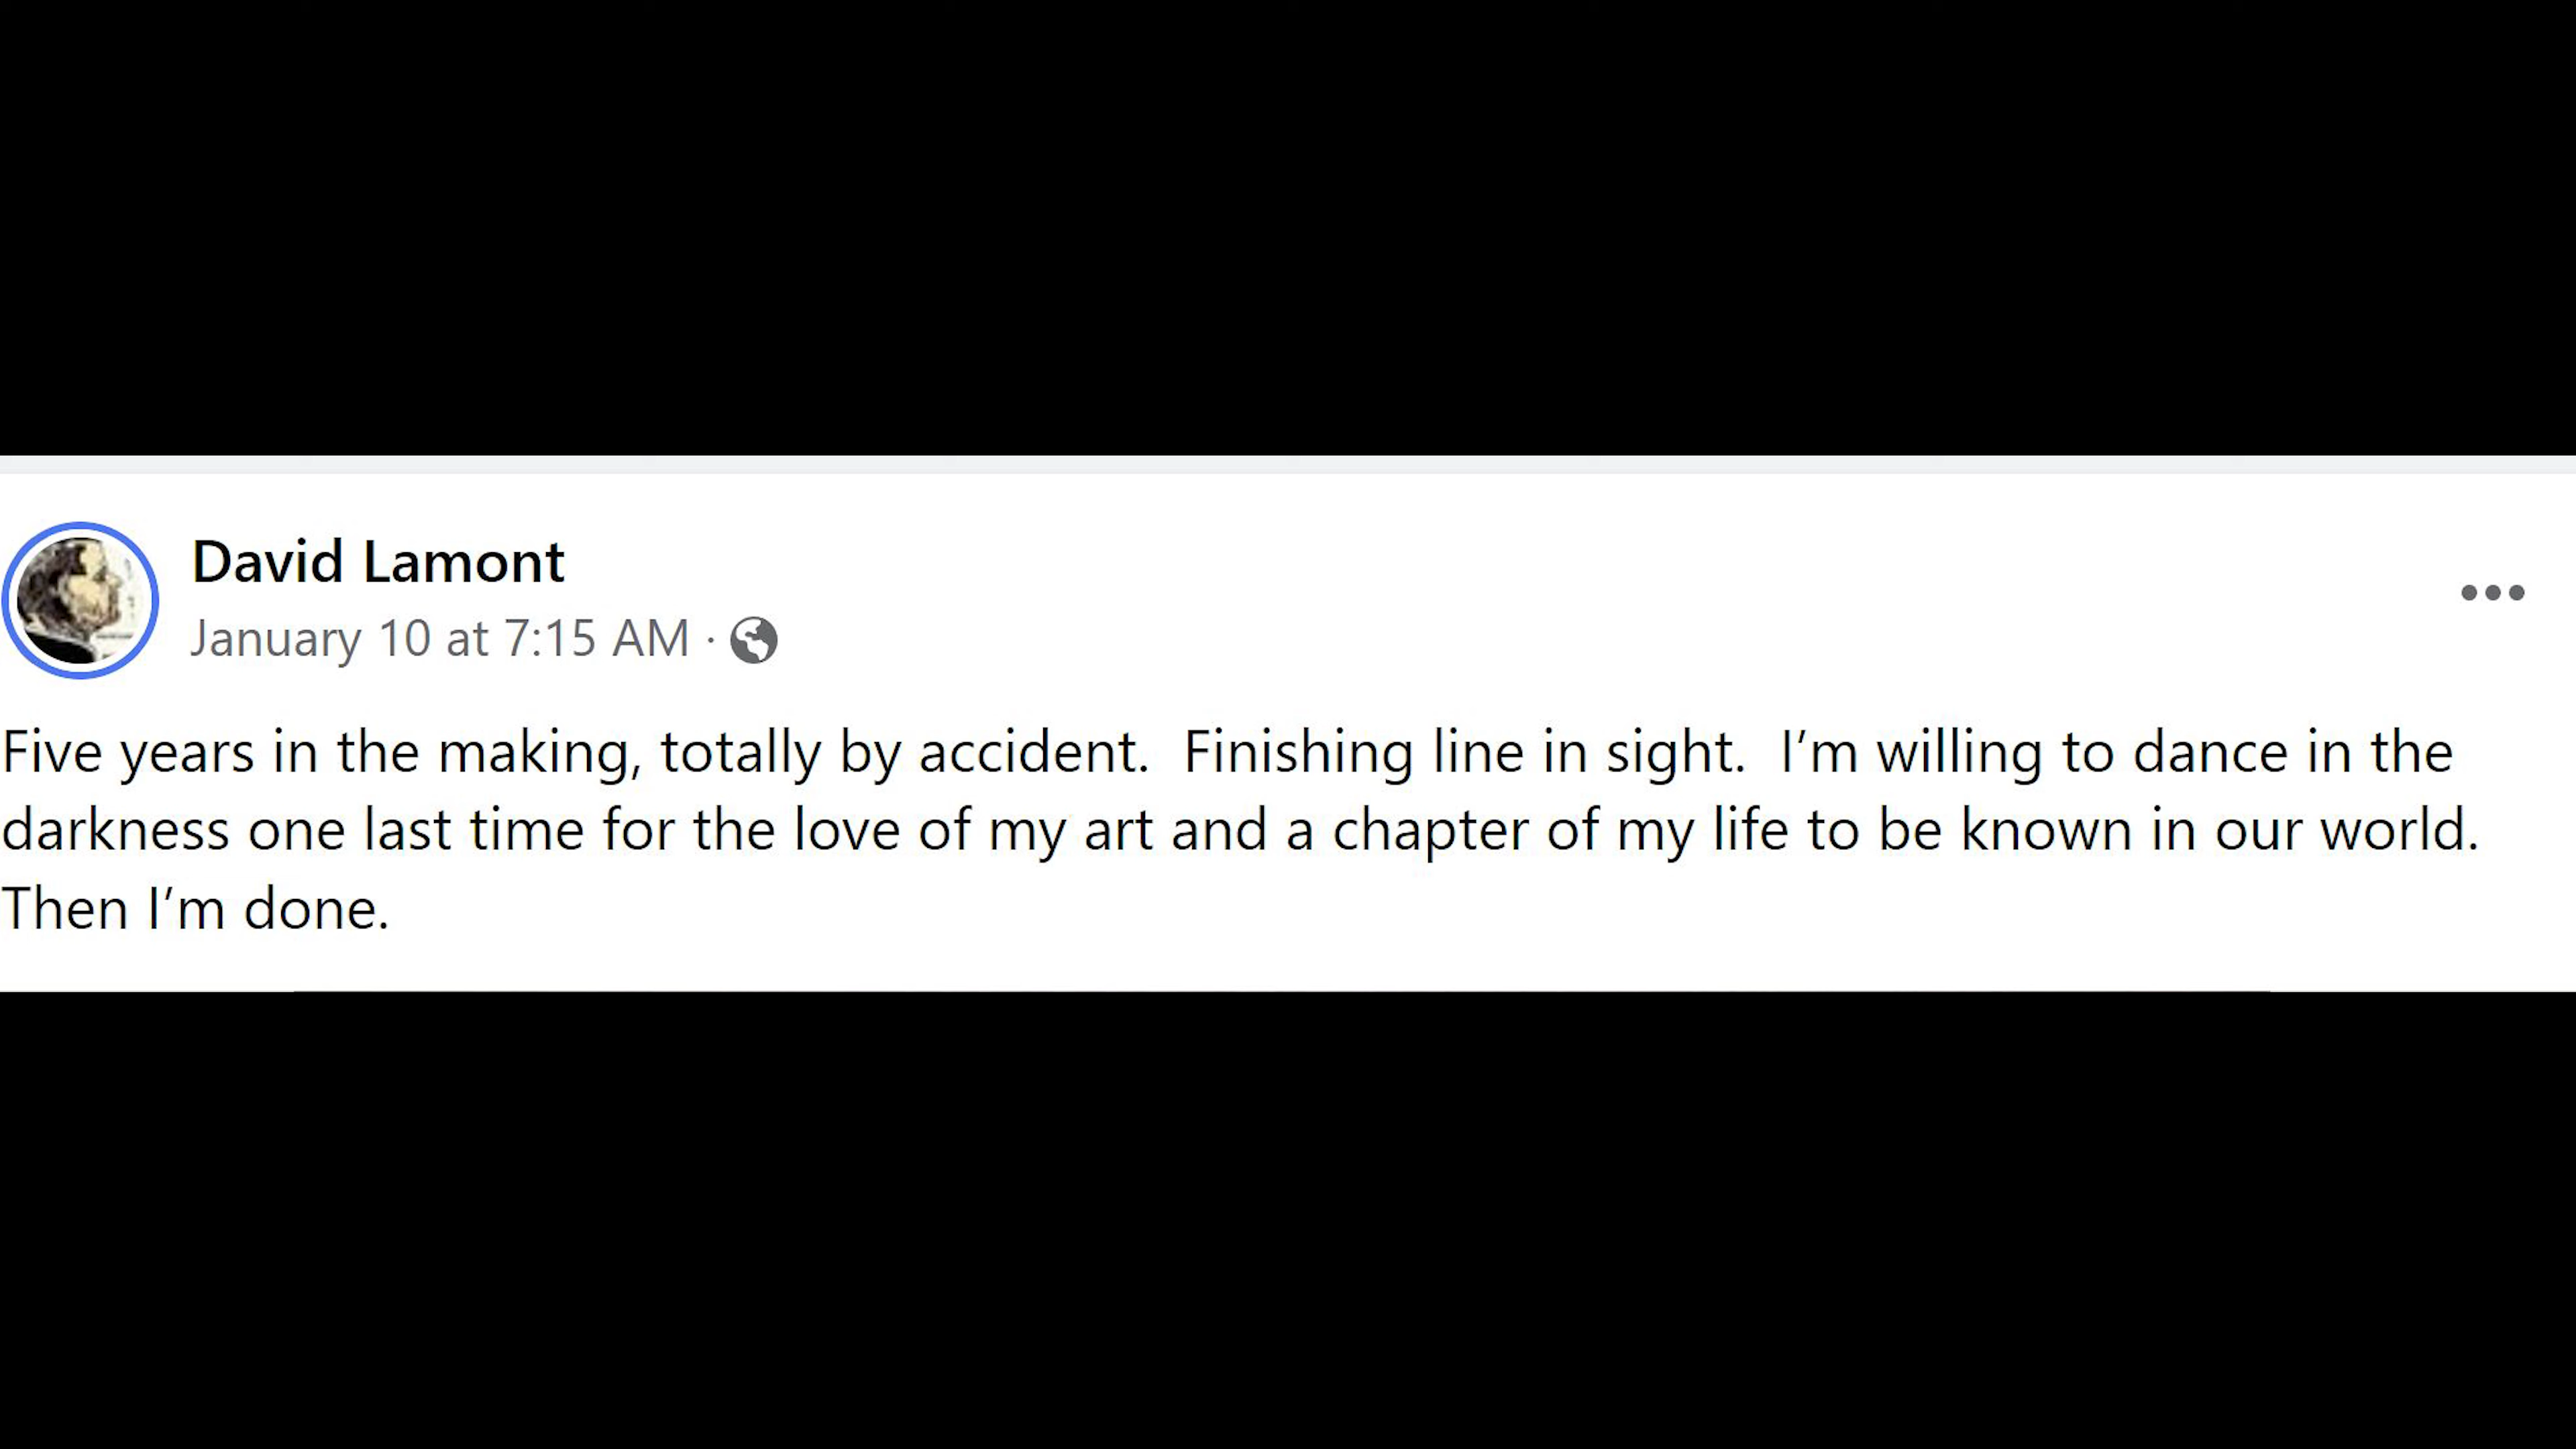 David Lamont
January 10 at 7:15 AM ·
Five years in the making, totally by accident.  Finishing line in sight.  I’m willing to dance in the
darkness one last time for the love of my art and a chapter of my life to be known in our world.
Then I’m done.